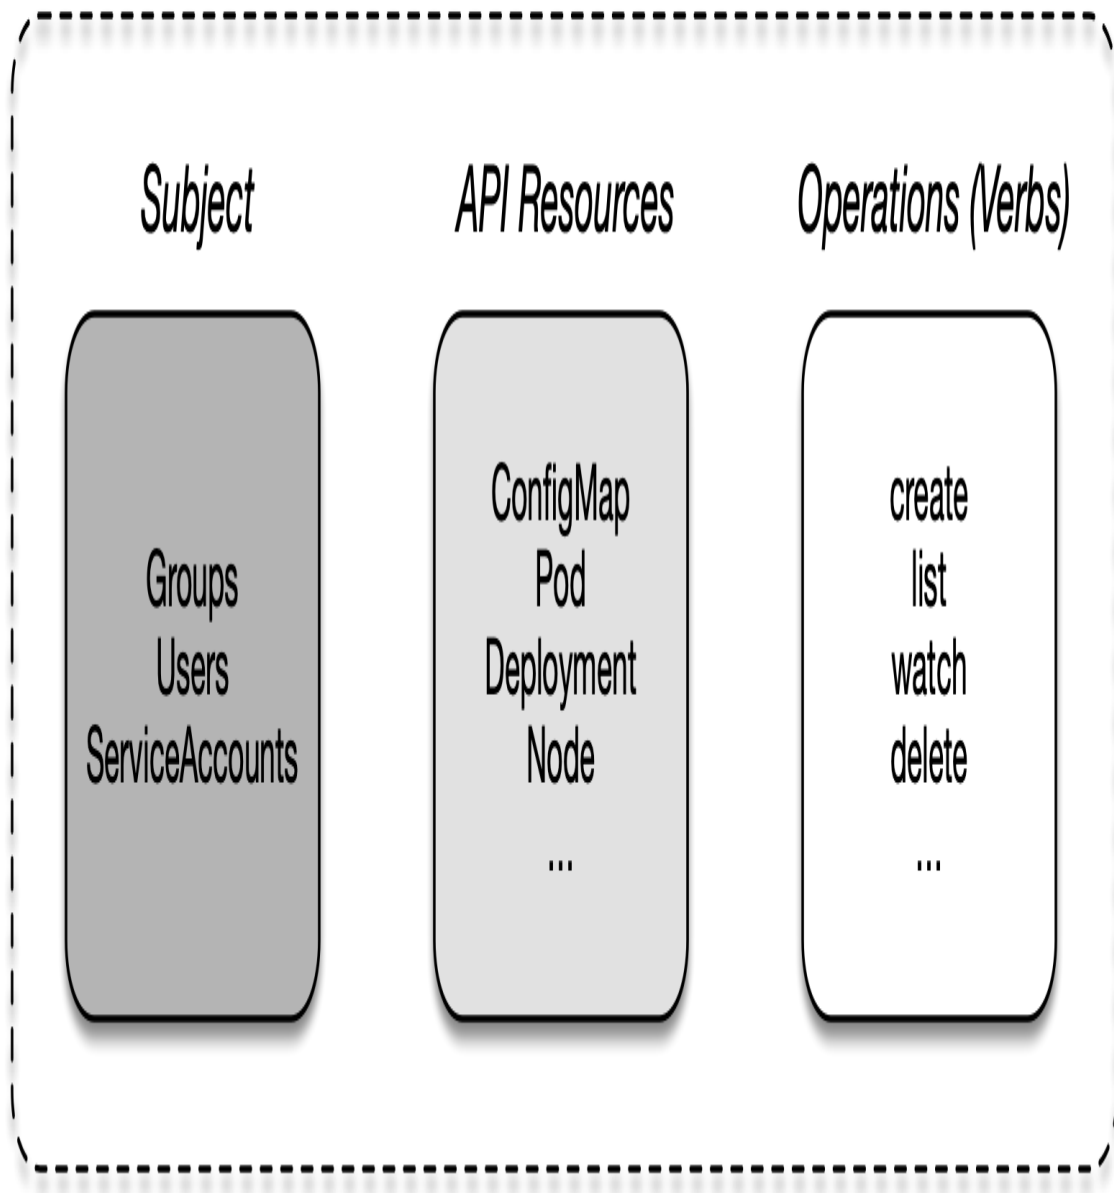 Subject
API Resources
Operations (Verbs)
Groups
Users
ServiceAccounts
ConfigMap
Pod
Deployment
Node
...
create
list
watch
delete
...